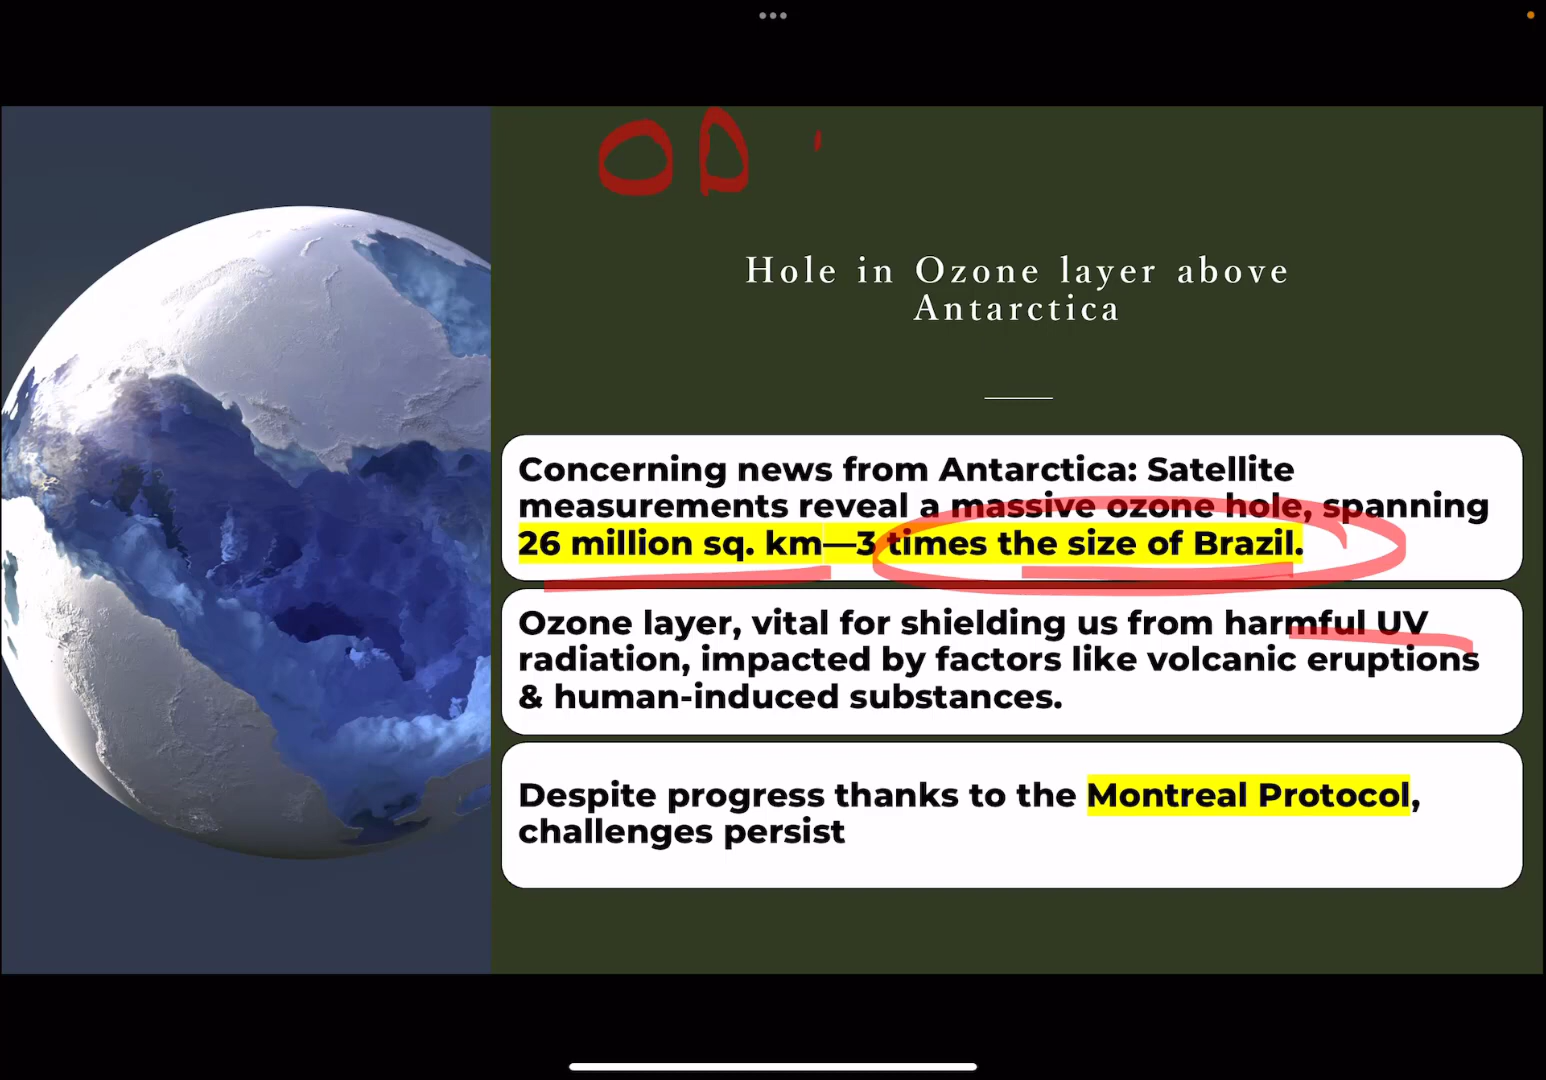 OD
Hole in Ozone layer above
Antarctica
Concerning news from Antarctica: Satellite
measurements reveal a massive ozone hole, spanning
26 million sq. km—3 times the size of Brazil.
Ozone layer, vital for shielding us from harmful UV
radiation, impacted by factors like volcanic eruptions
& human-induced substances.
Despite progress thanks to the Montreal Protocol,
challenges persist